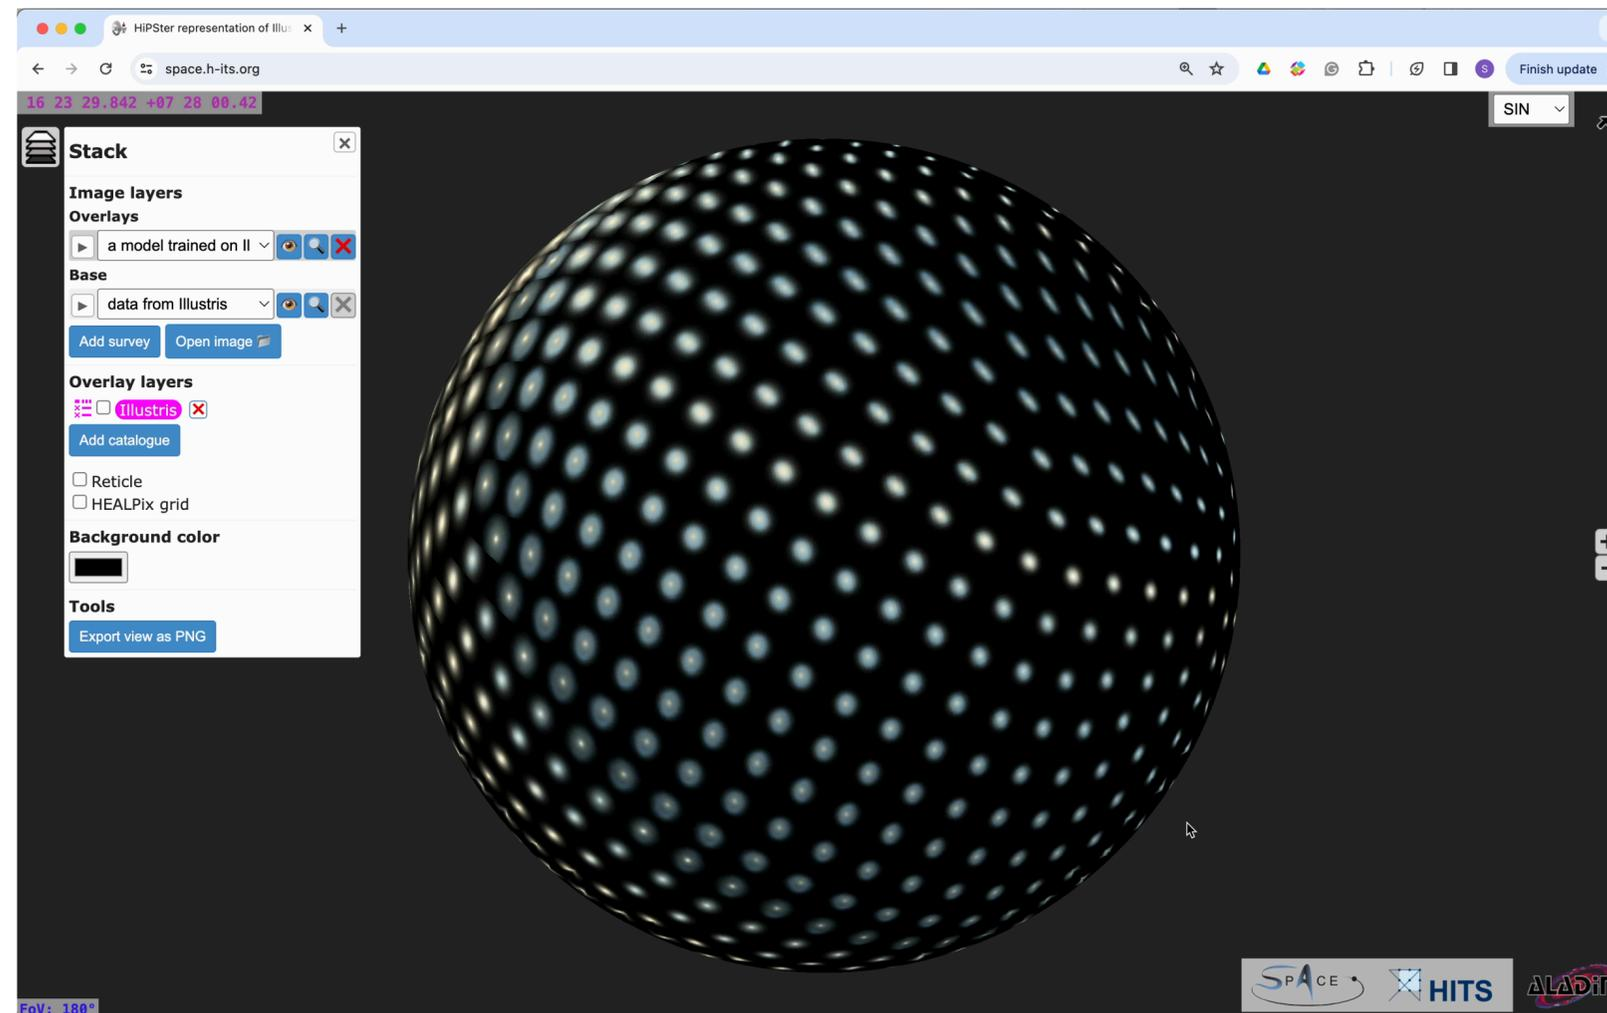 HiPSter representation of Illus
space.h-its.org
S
Finish update
16 23 29.842 +07 28 00.42
SIN
Stack
Image layers
Overlays
a model trained on Il
Base
data from Illustris
Add survey
Open image
Overlay layers
Illustris
Add catalogue
Reticle
HEALPix grid
Background color
Tools
Export view as PNG
SPACE
HITS
ALADiN
FoV: 180°